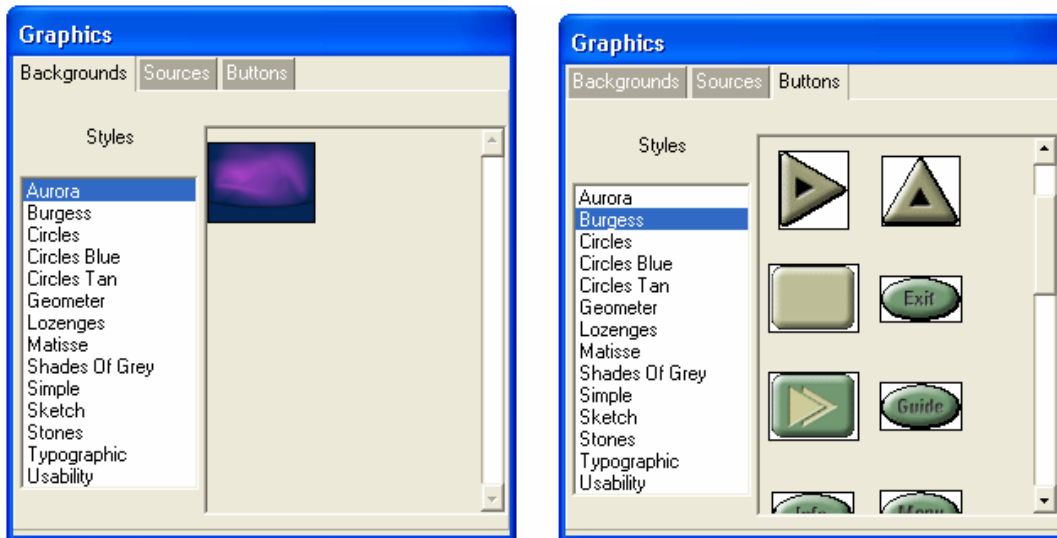 Graphics
Backgrounds Sources Buttons
Styles
Aurora
Burgess
Circles
Circles Blue
Circles Tan
Geometer
Lozenges
Matisse
Shades Of Grey
Simple
Sketch
Stones
Typographic
Usability
Graphics
Backgrounds Sources Buttons
Styles
Aurora
Burgess
Circles
Circles Blue
Circles Tan
Geometer
Lozenges
Matisse
Shades Of Grey
Simple
Sketch
Stones
Typographic
Usability
Exit
Guide
Info Menu